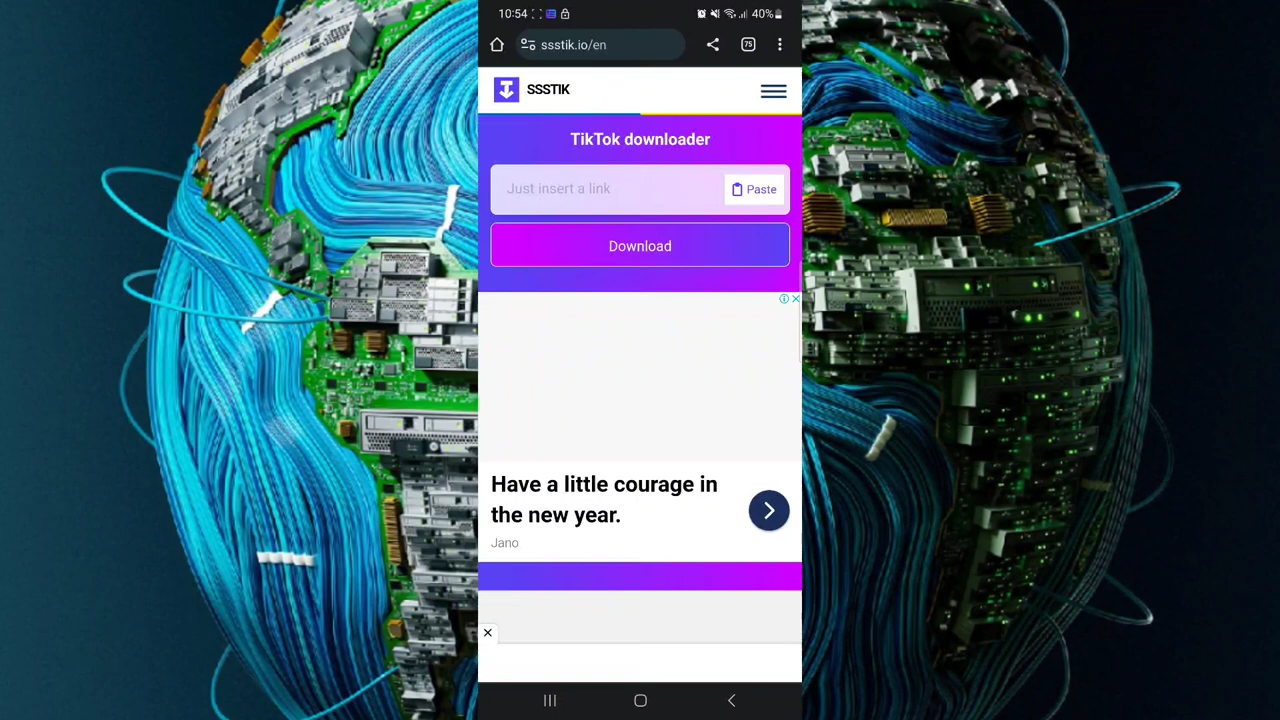 10:54
40%
ssstik.io/en
75
SSSTIK
TikTok downloader
Just insert a link
Paste
Download
Have a little courage in
the new year.
Jano